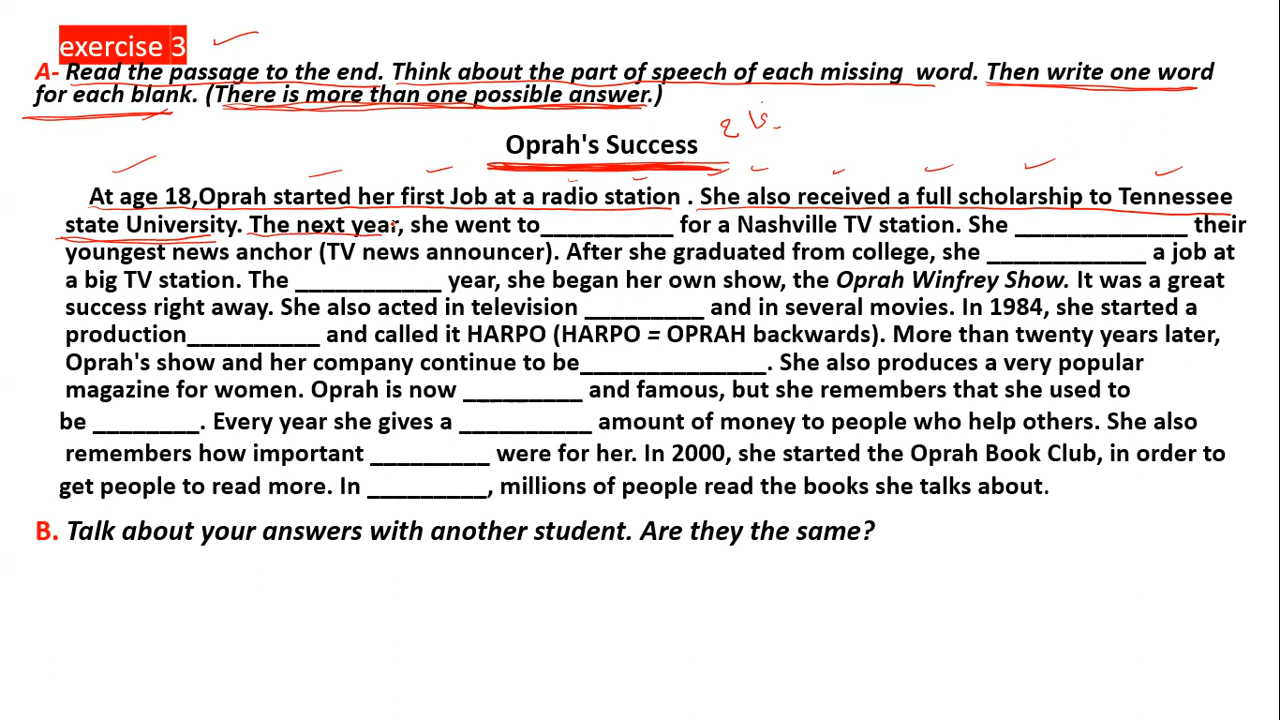 exercise 3
A- Read the passage to the end. Think about the part of speech of each missing word. Then write one word
for each blank. (There is more than one possible answer.)
Oprah's Success
At age 18,Oprah started her first Job at a radio station . She also received a full scholarship to Tennessee
state University. The next year, she went to__________ for a Nashville TV station. She _____________ their
youngest news anchor (TV news announcer). After she graduated from college, she ____________ a job at
a big TV station. The ___________ year, she began her own show, the Oprah Winfrey Show. It was a great
success right away. She also acted in television _________ and in several movies. In 1984, she started a
production__________ and called it HARPO (HARPO = OPRAH backwards). More than twenty years later,
Oprah's show and her company continue to be______________. She also produces a very popular
magazine for women. Oprah is now _________ and famous, but she remembers that she used to
be ________. Every year she gives a __________ amount of money to people who help others. She also
remembers how important _________ were for her. In 2000, she started the Oprah Book Club, in order to
get people to read more. In _________, millions of people read the books she talks about.
B. Talk about your answers with another student. Are they the same?